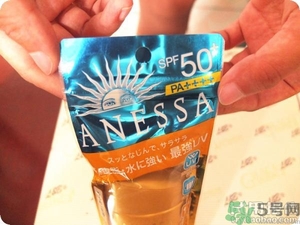 SPF50+
PA++++
ANESSA
スッとなじんで、サラサラ
水に強い 最強UV
5号网